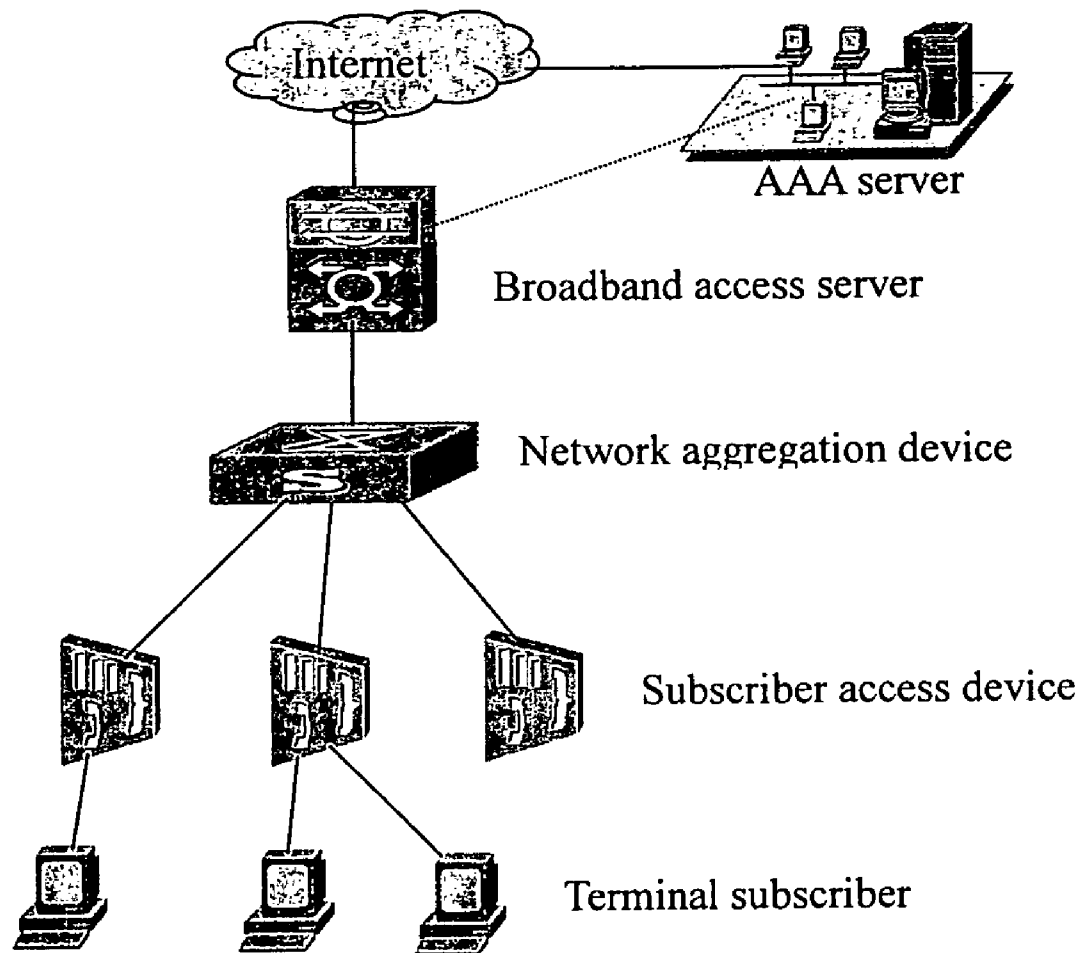 Internet
AAA server
Broadband access server
Network aggregation device
S
Subscriber access device
Terminal subscriber